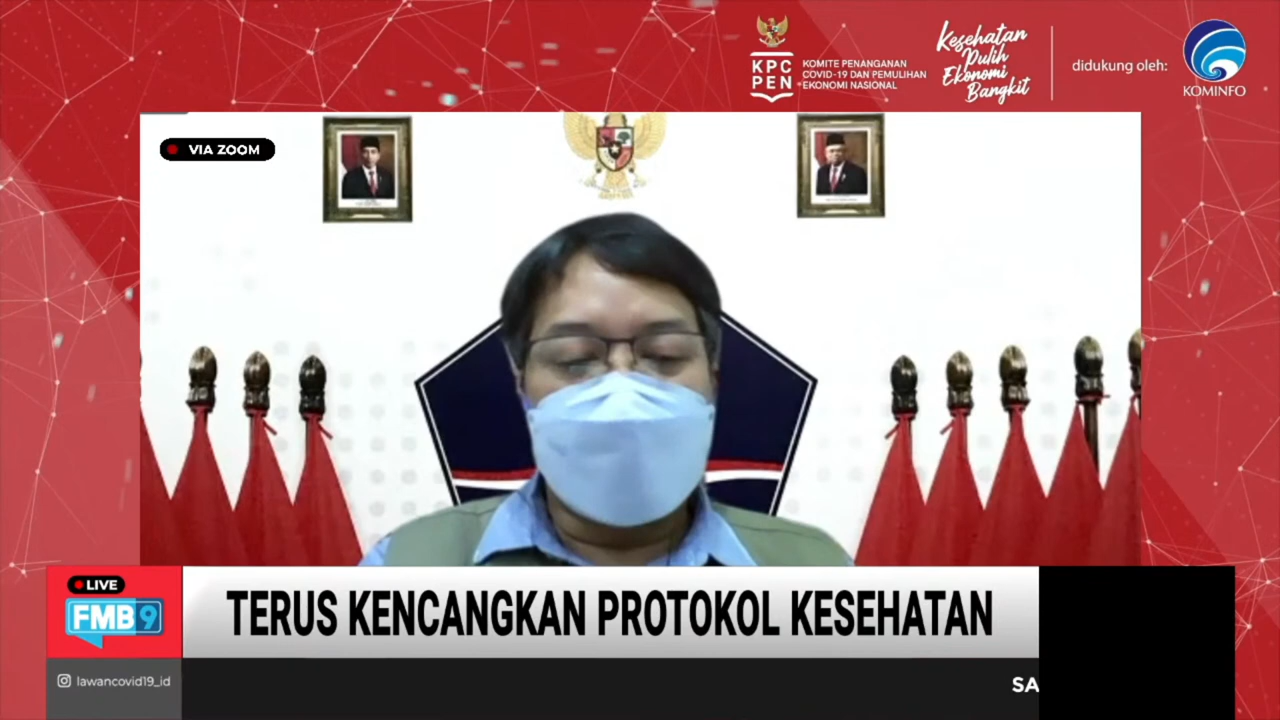 KPC
PEN
KOMITE PENANGANAN
COVID-19 DAN PEMULIHAN
EKONOMI NASIONAL
Kesehatan
Pulih
Ekonomi
Bangkit
didukung oleh:
KOMINFO
VIA ZOOM
LIVE
FMB9
TERUS KENCANGKAN PROTOKOL KESEHATAN
lawancovid19_id
SA